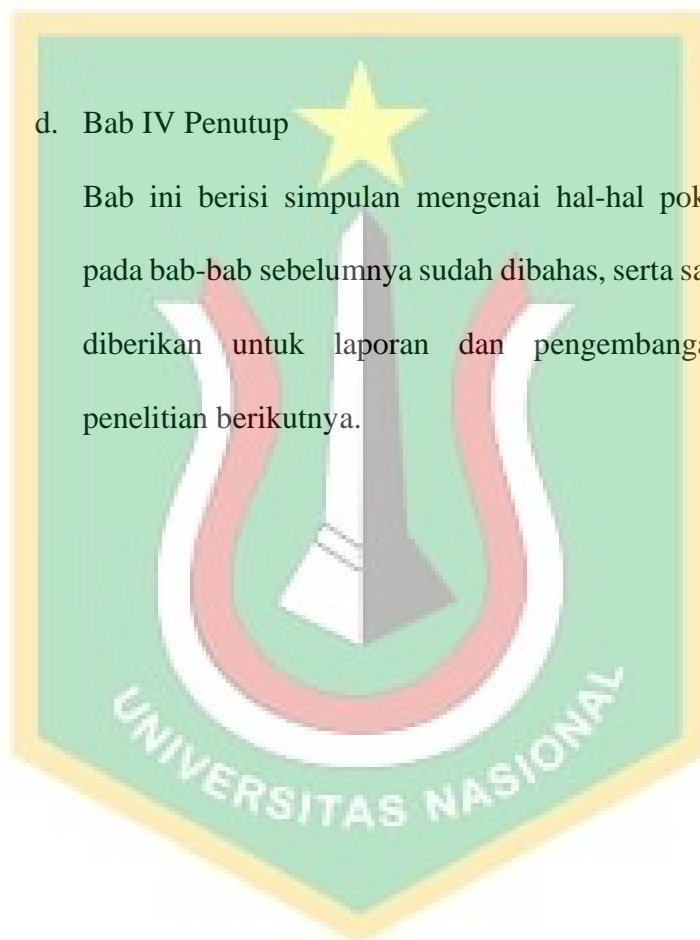 d. Bab IV Penutup
Bab ini berisi simpulan mengenai hal-hal
pada bab-bab sebelumnya sudah dibahas, serta
diberikan untuk laporan dan
penelitian berikutnya.
UNIVERSITAS NASIONAL